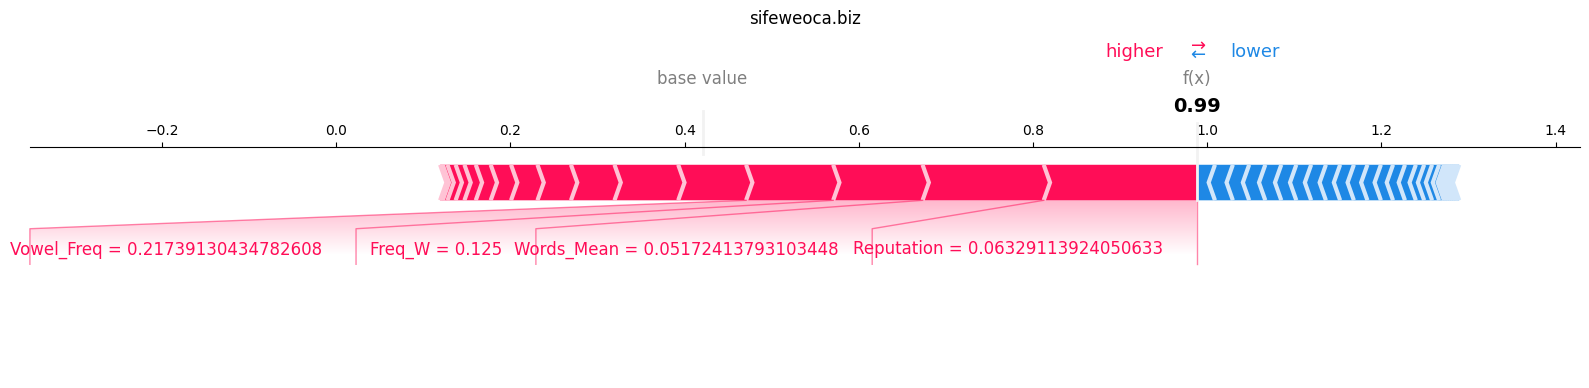 sifeweoca.biz
higher → ← lower
base value f(x)
0.99
−0.2 0.0 0.2 0.4 0.6 0.8 1.0 1.2 1.4
Vowel_Freq = 0.21739130434782608 Freq_W = 0.125 Words_Mean = 0.05172413793103448 Reputation = 0.06329113924050633